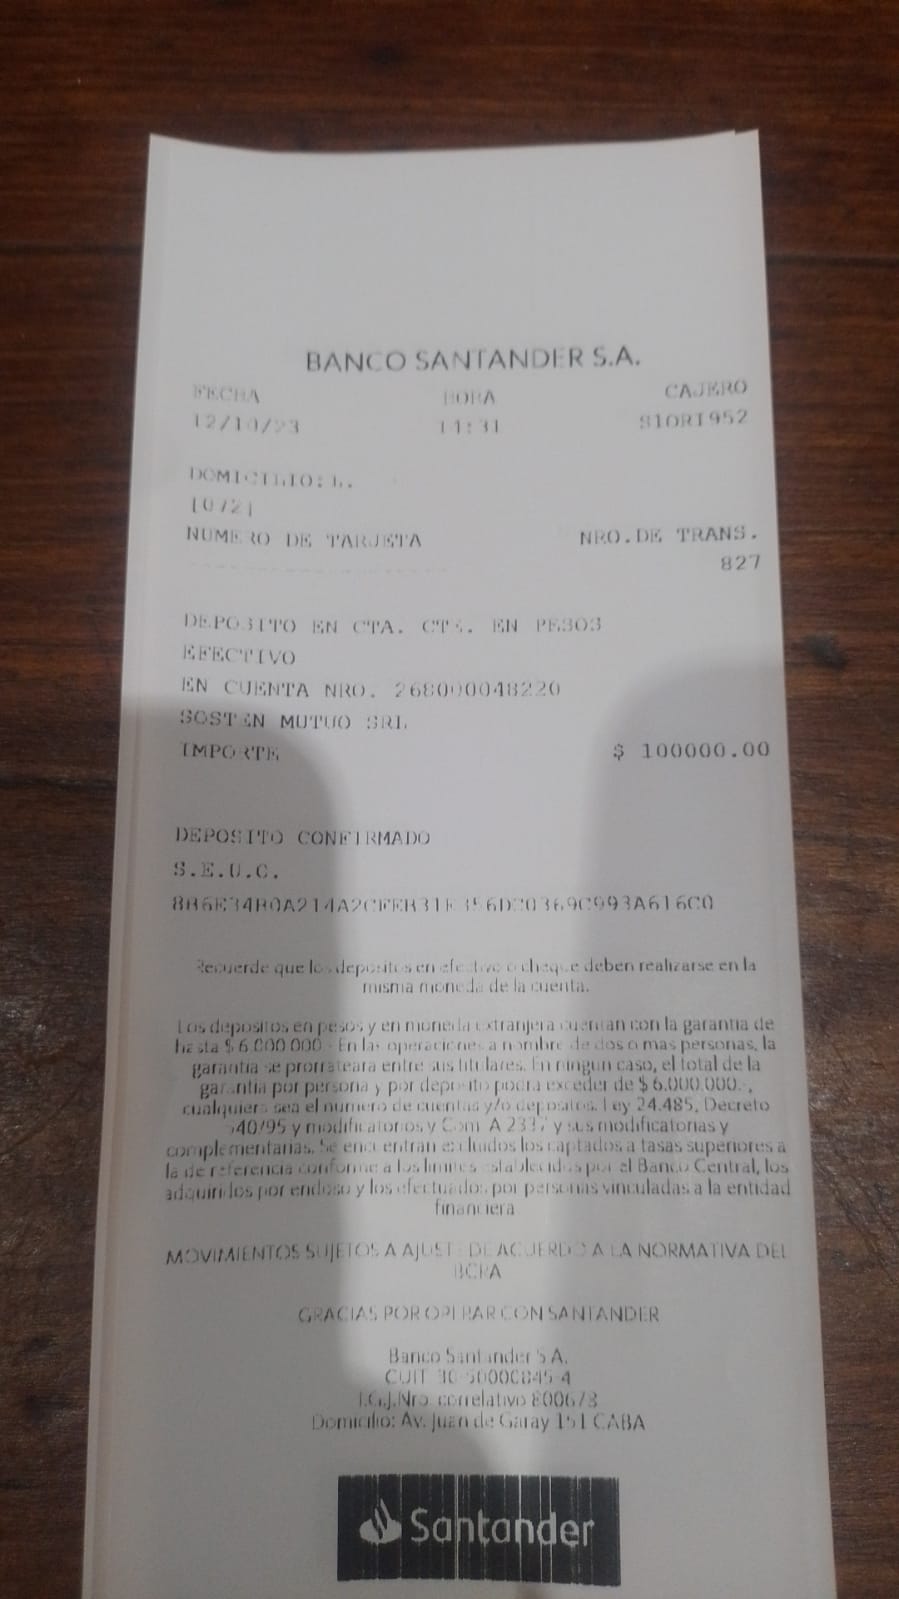 BANCO SANTANDER S.A.
FECHA HORA CAJERO
12/10/23 14:31 S1ORI952
DOMICILIO: L.
[072]
NUMERO DE TARJETA NRO.DE TRANS.
827
DEPOSITO EN CTA. CTE. EN PESOS
EFECTIVO
EN CUENTA NRO. 268000048220
SOSTEN MUTUO SRL
IMPORTE $ 100000.00
DEPOSITO CONFIRMADO
S.E.U.C.
Recuerde que los depositos en efectivo o cheque deben realizarse en la
misma moneda de la cuenta.
Los depositos en pesos y en moneda extranjera cuentan con la garantia de
hasta $ 6.000.000.- En las operaciones a nombre de dos o mas personas, la
garantia se prorrateara entre sus titulares. En ningun caso, el total de la
garantia por persona y por deposito podra exceder de $ 6.000.000.-,
cualquiera sea el numero de cuentas y/o depositos. Ley 24.485, Decreto
540/95 y modificatorios y Com. A 2337 y sus modificatorias y
complementarias. Se encuentran excluidos los captados a tasas superiores a
la de referencia conforme a los limites establecidos por el Banco Central, los
adquiridos por endoso y los efectuados por personas vinculadas a la entidad
financiera
MOVIMIENTOS SUJETOS A AJUSTE DE ACUERDO A LA NORMATIVA DEL
BCRA
GRACIAS POR OPERAR CON SANTANDER
Banco Santander S.A.
CUIT 30-50000845-4
I.G.J.Nro. correlativo 800678
Domicilio: Av. Juan de Garay 151 CABA
Santander